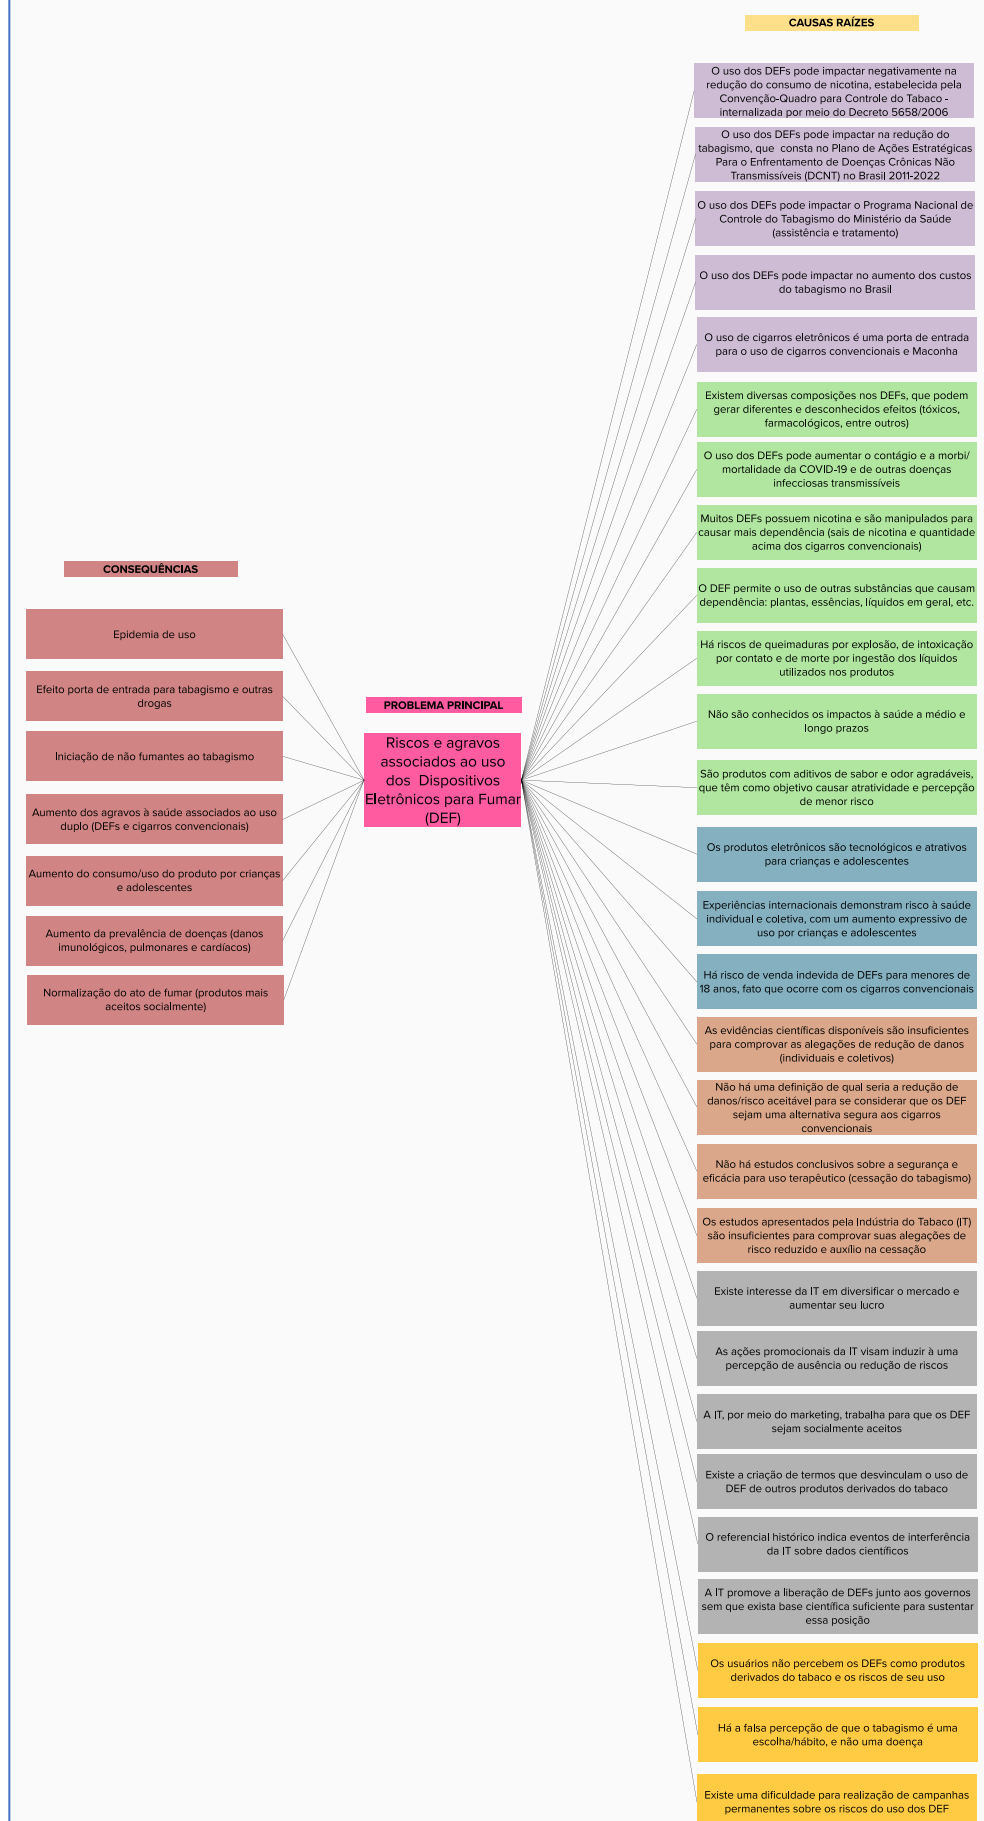 CAUSAS RAÍZES
O uso dos DEFs pode impactar negativamente na
redução do consumo de nicotina, estabelecida pela
Convenção-Quadro para Controle do Tabaco -
internalizada por meio do Decreto 5658/2006
O uso dos DEFs pode impactar na redução do
tabagismo, que consta no Plano de Ações Estratégicas
Para o Enfrentamento de Doenças Crônicas Não
Transmissíveis (DCNT) no Brasil 2011-2022
O uso dos DEFs pode impactar o Programa Nacional de
Controle do Tabagismo do Ministério da Saúde
(assistência e tratamento)
O uso dos DEFs pode impactar no aumento dos custos
do tabagismo no Brasil
O uso de cigarros eletrônicos é uma porta de entrada
para o uso de cigarros convencionais e Maconha
Existem diversas composições nos DEFs, que podem
gerar diferentes e desconhecidos efeitos (tóxicos,
farmacológicos, entre outros)
O uso dos DEFs pode aumentar o contágio e a morbi/
mortalidade da COVID-19 e de outras doenças
infecciosas transmissíveis
Muitos DEFs possuem nicotina e são manipulados para
causar mais dependência (sais de nicotina e quantidade
acima dos cigarros convencionais)
O DEF permite o uso de outras substâncias que causam
dependência: plantas, essências, líquidos em geral, etc.
Há riscos de queimaduras por explosão, de intoxicação
por contato e de morte por ingestão dos líquidos
utilizados nos produtos
Não são conhecidos os impactos à saúde a médio e
longo prazos
São produtos com aditivos de sabor e odor agradáveis,
que têm como objetivo causar atratividade e percepção
de menor risco
Os produtos eletrônicos são tecnológicos e atrativos
para crianças e adolescentes
Experiências internacionais demonstram risco à saúde
individual e coletiva, com um aumento expressivo de
uso por crianças e adolescentes
Há risco de venda indevida de DEFs para menores de
18 anos, fato que ocorre com os cigarros convencionais
As evidências científicas disponíveis são insuficientes
para comprovar as alegações de redução de danos
(individuais e coletivos)
Não há uma definição de qual seria a redução de
danos/risco aceitável para se considerar que os DEF
sejam uma alternativa segura aos cigarros
convencionais
Não há estudos conclusivos sobre a segurança e
eficácia para uso terapêutico (cessação do tabagismo)
Os estudos apresentados pela Indústria do Tabaco (IT)
são insuficientes para comprovar suas alegações de
risco reduzido e auxílio na cessação
Existe interesse da IT em diversificar o mercado e
aumentar seu lucro
As ações promocionais da IT visam induzir à uma
percepção de ausência ou redução de riscos
A IT, por meio do marketing, trabalha para que os DEF
sejam socialmente aceitos
Existe a criação de termos que desvinculam o uso de
DEF de outros produtos derivados do tabaco
O referencial histórico indica eventos de interferência
da IT sobre dados científicos
A IT promove a liberação de DEFs junto aos governos
sem que exista base científica suficiente para sustentar
essa posição
Os usuários não percebem os DEFs como produtos
derivados do tabaco e os riscos de seu uso
Há a falsa percepção de que o tabagismo é uma
escolha/hábito, e não uma doença
Existe uma dificuldade para realização de campanhas
permanentes sobre os riscos do uso dos DEF
PROBLEMA PRINCIPAL
Riscos e agravos
associados ao uso
dos Dispositivos
Eletrônicos para Fumar
(DEF)
CONSEQUÊNCIAS
Epidemia de uso
Efeito porta de entrada para tabagismo e outras
drogas
Iniciação de não fumantes ao tabagismo
Aumento dos agravos à saúde associados ao uso
duplo (DEFs e cigarros convencionais)
Aumento do consumo/uso do produto por crianças
e adolescentes
Aumento da prevalência de doenças (danos
imunológicos, pulmonares e cardíacos)
Normalização do ato de fumar (produtos mais
aceitos socialmente)